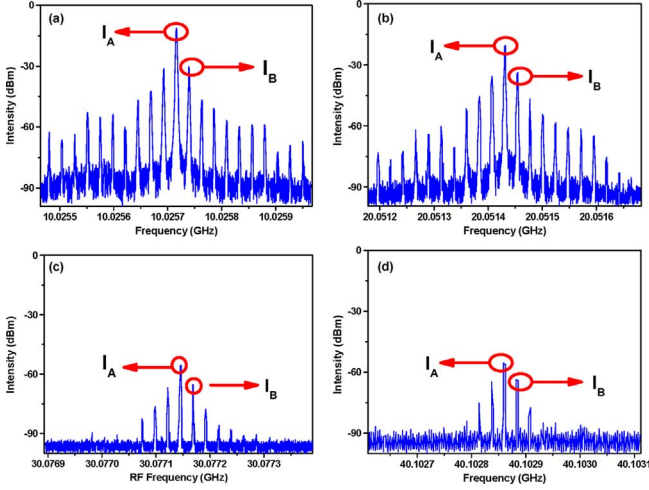 (a)
I_A
I_B
0
-30
-60
-90
Intensity (dBm)
10.0255 10.0256 10.0257 10.0258 10.0259
Frequency (GHz)
(b)
I_A
I_B
0
-30
-60
-90
Intensity (dBm)
20.0512 20.0513 20.0514 20.0515 20.0516
Frequency (GHz)
(c)
I_A
I_B
0
-30
-60
-90
Intensity (dBm)
30.0769 30.0770 30.0771 30.0772 30.0773
RF Frequency (GHz)
(d)
I_A
I_B
0
-30
-60
-90
Intensity (dBm)
40.1027 40.1028 40.1029 40.1030 40.1031
Frequency (GHz)